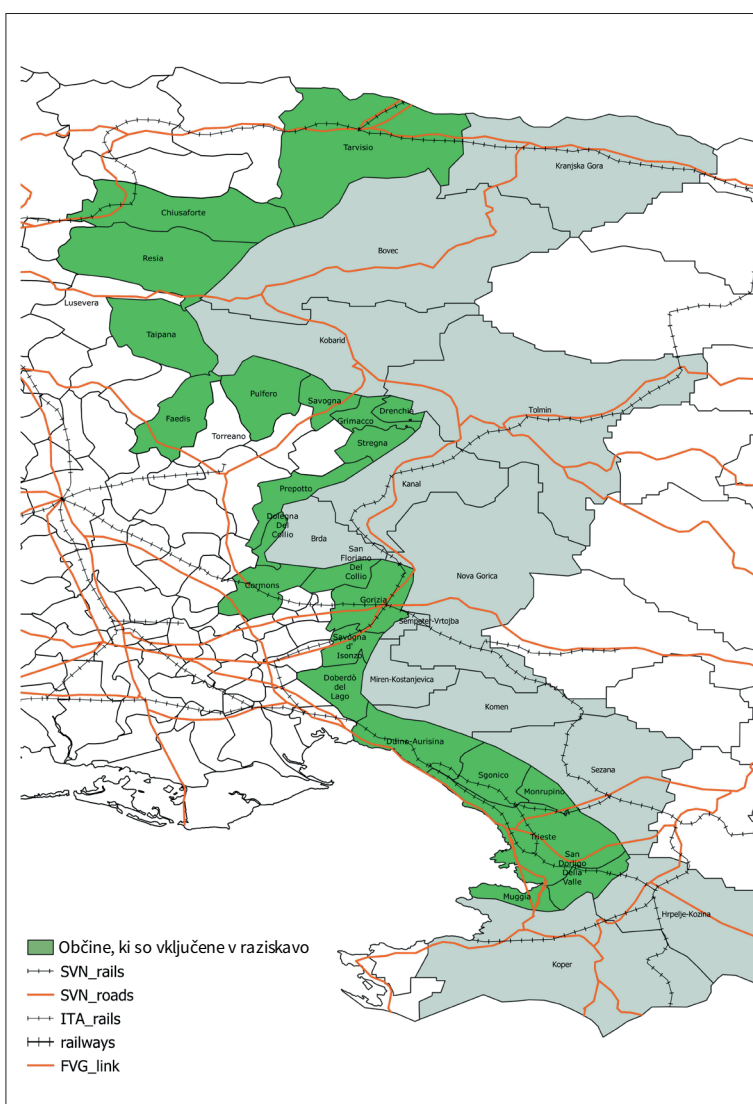 Tarvisio
Kranjska Gora
Chiusaforte
Bovec
Resia
Lusevera
Taipana
Kobarid
Pulfero
Savogna
Drenchia
Faedis
Grimacco
Tolmin
Torreano
Stregna
Kanal
Prepotto
Dolegna
Del
Collio
Brda
San
Floriano
Del
Collio
Nova Gorica
Cormons
Gorizia
Sempeter-Vrtojba
Savogna
d'
Isonzo
Doberdò
del
Lago
Miren-Kostanjevica
Komen
Duino-Aurisina
Sgonico
Sezana
Monrupino
Trieste
San
Dorligo
Della
Valle
Muggia
Hrpelje-Kozina
Koper
Občine, ki so vključene v raziskavo
SVN_rails
SVN_roads
ITA_rails
railways
FVG_link